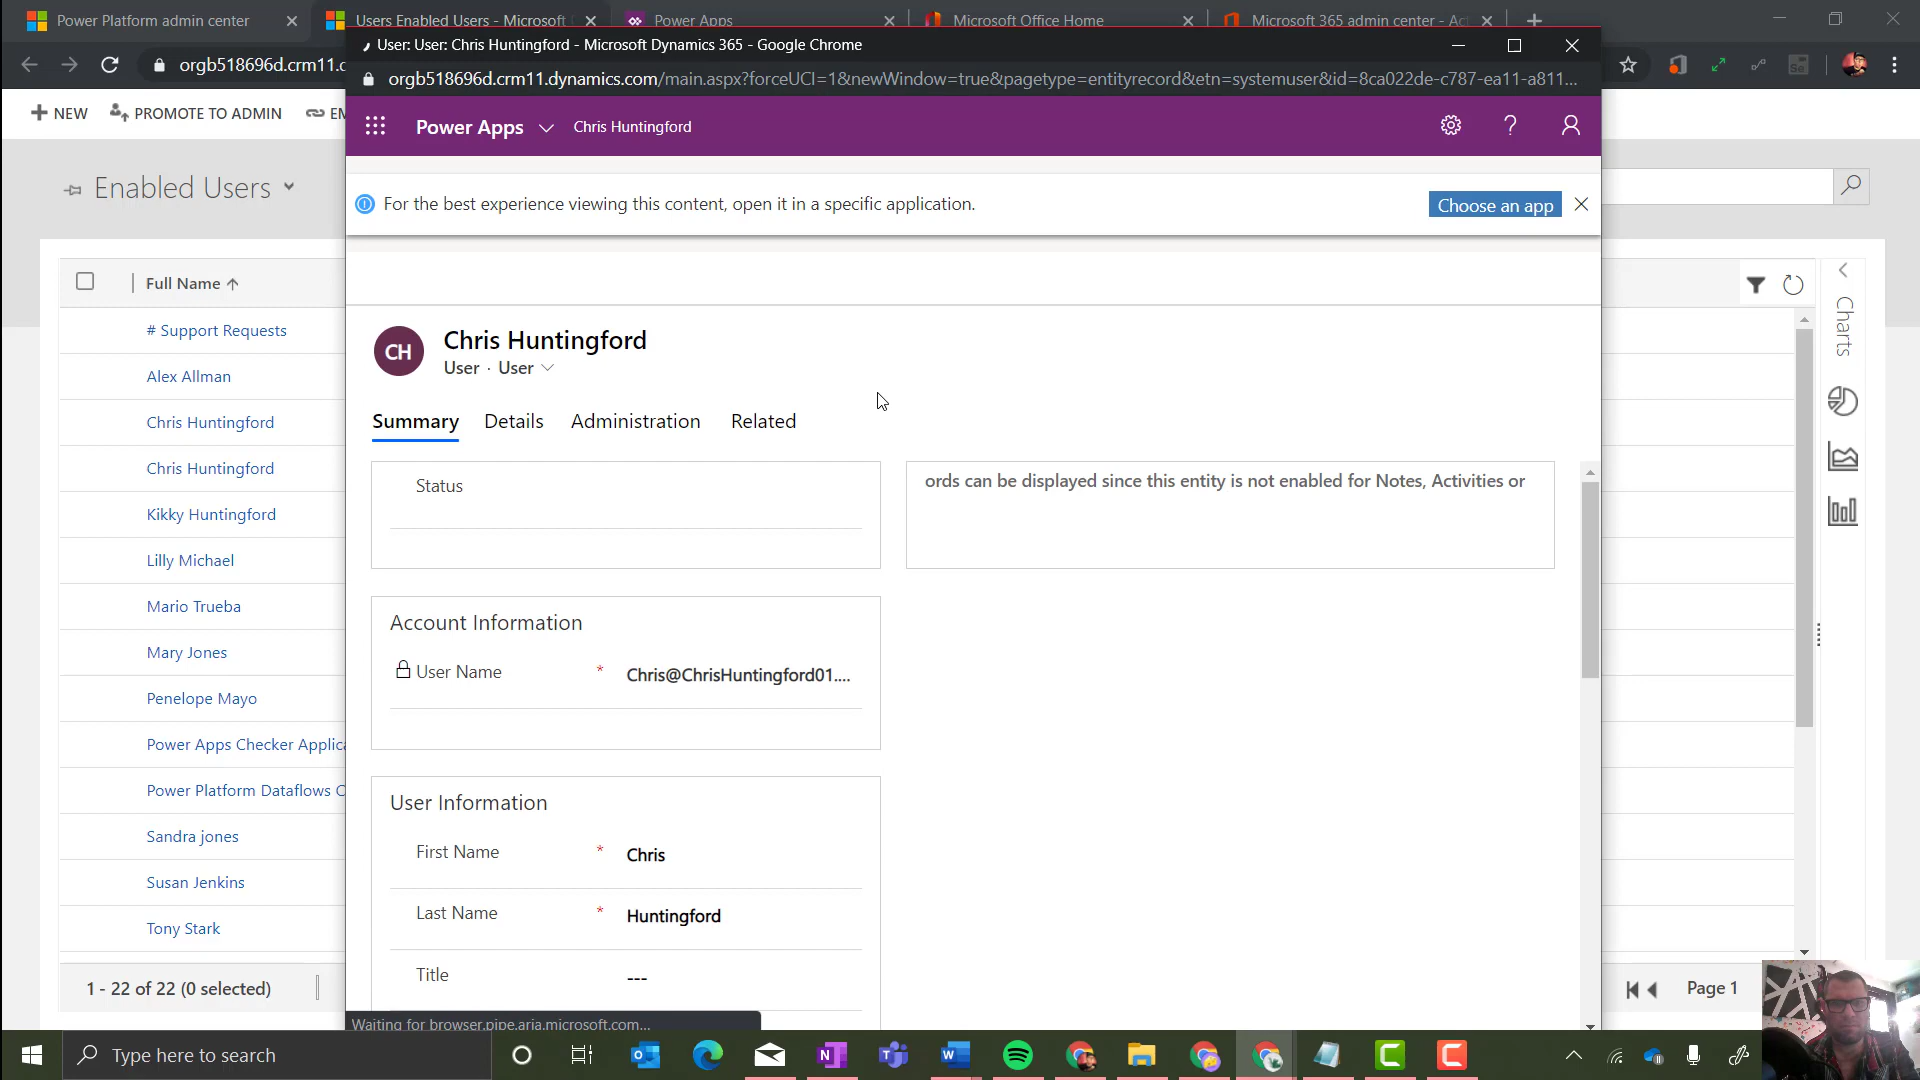 Power Platform admin center
Users Enabled Users - Microsoft
Power Apps
Microsoft Office Home
Microsoft 365 admin center - Ac
User: User: Chris Huntingford - Microsoft Dynamics 365 - Google Chrome
orgb518696d.crm11.
orgb518696d.crm11.dynamics.com/main.aspx?forceUCI=1&newWindow=true&pagetype=entityrecord&etn=systemuser&id=8ca022de-c787-ea11-a811...
NEW
PROMOTE TO ADMIN
EM
Power Apps
Chris Huntingford
Enabled Users
For the best experience viewing this content, open it in a specific application.
Choose an app
Full Name
# Support Requests
Alex Allman
Chris Huntingford
Chris Huntingford
Kikky Huntingford
Lilly Michael
Mario Trueba
Mary Jones
Penelope Mayo
Power Apps Checker Applica
Power Platform Dataflows C
Sandra jones
Susan Jenkins
Tony Stark
1 - 22 of 22 (0 selected)
CH
Chris Huntingford
User · User
Summary
Details
Administration
Related
Status
ords can be displayed since this entity is not enabled for Notes, Activities or
Account Information
User Name
*
Chris@ChrisHuntingford01....
User Information
First Name
*
Chris
Last Name
*
Huntingford
Title
---
Charts
Page 1
Waiting for browser.pipe.aria.microsoft.com...
Type here to search